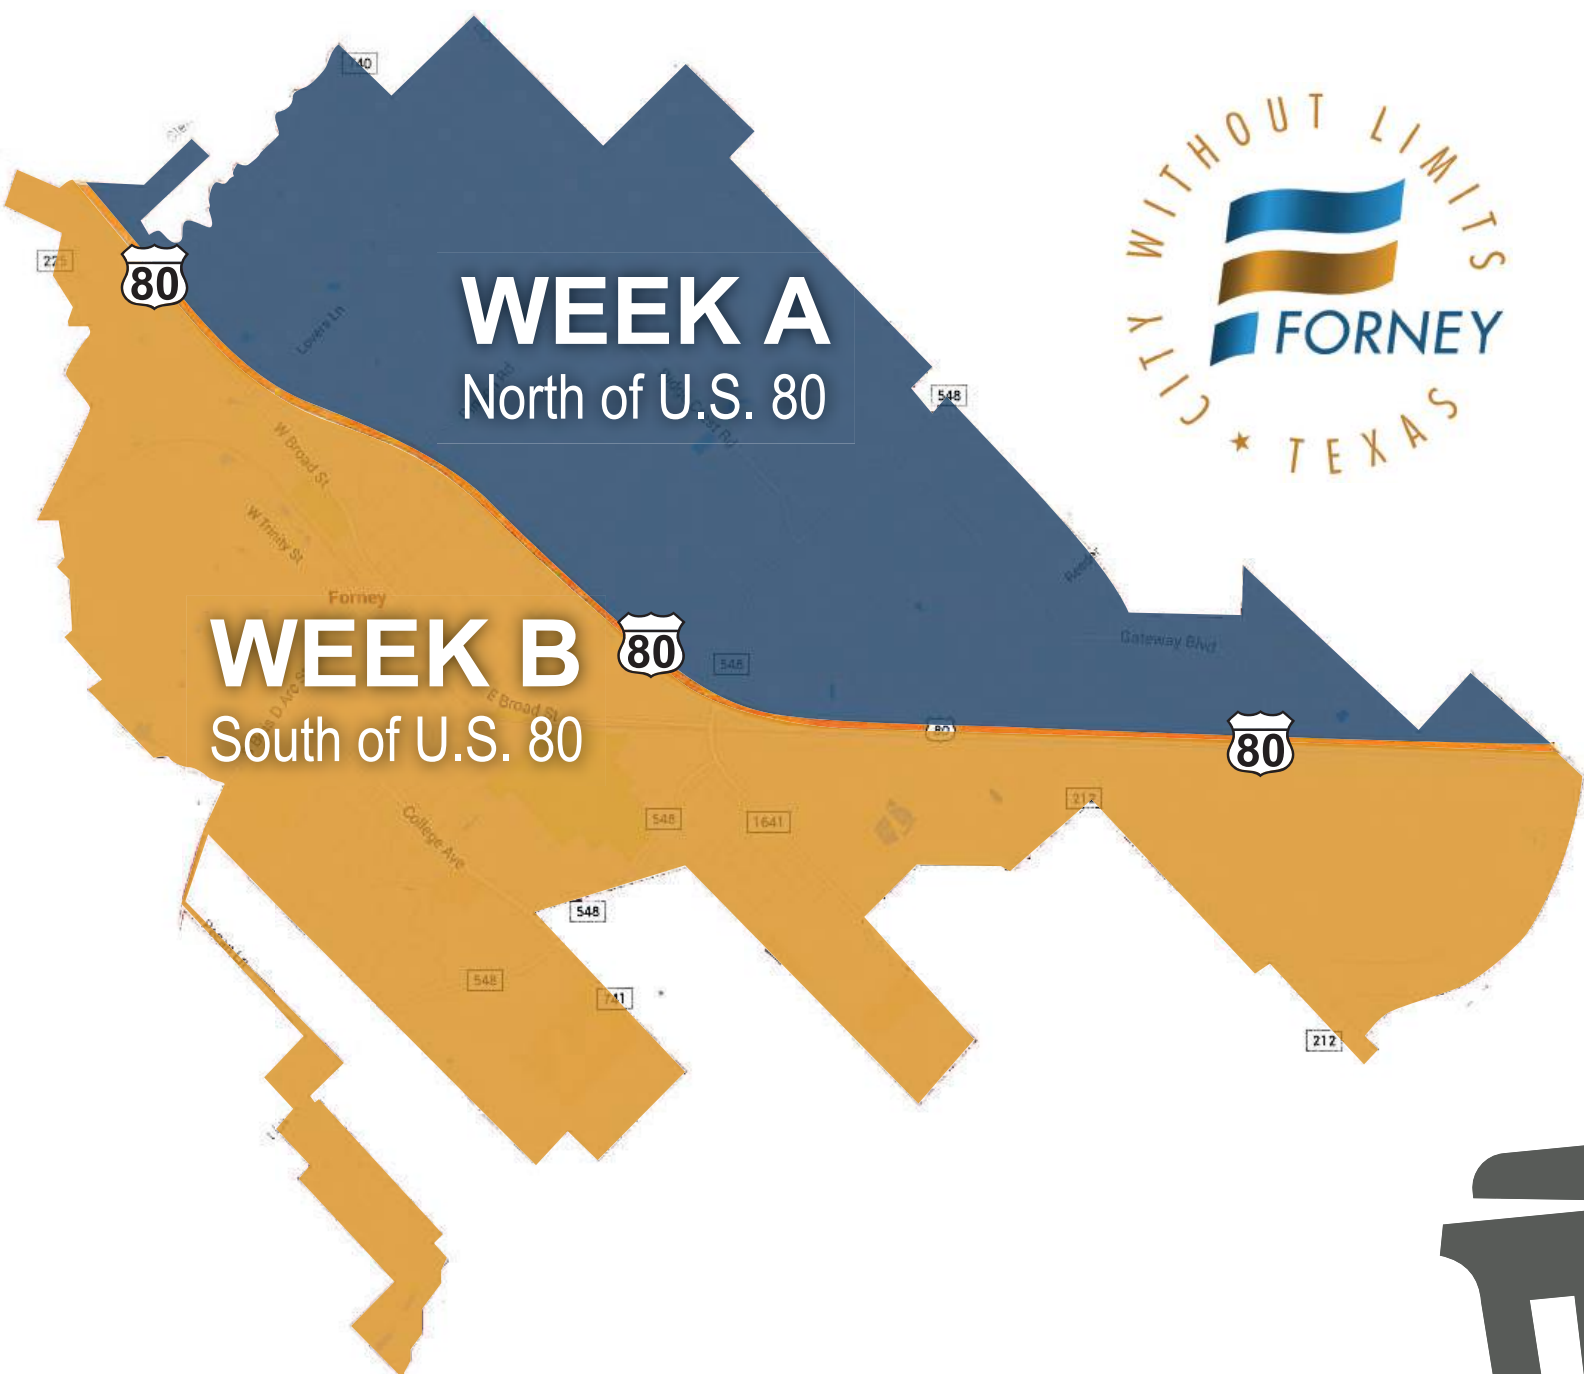 CITY WITHOUT LIMITS
FORNEY
★ TEXAS
WEEK A
North of U.S. 80
WEEK B
South of U.S. 80
80
80
80
80
548
Lovers Ln
W Broad St
W Trinity St
Forney
548
Gateway Blvd
E Broad St
College Ave
548
1641
212
548
548
741
212